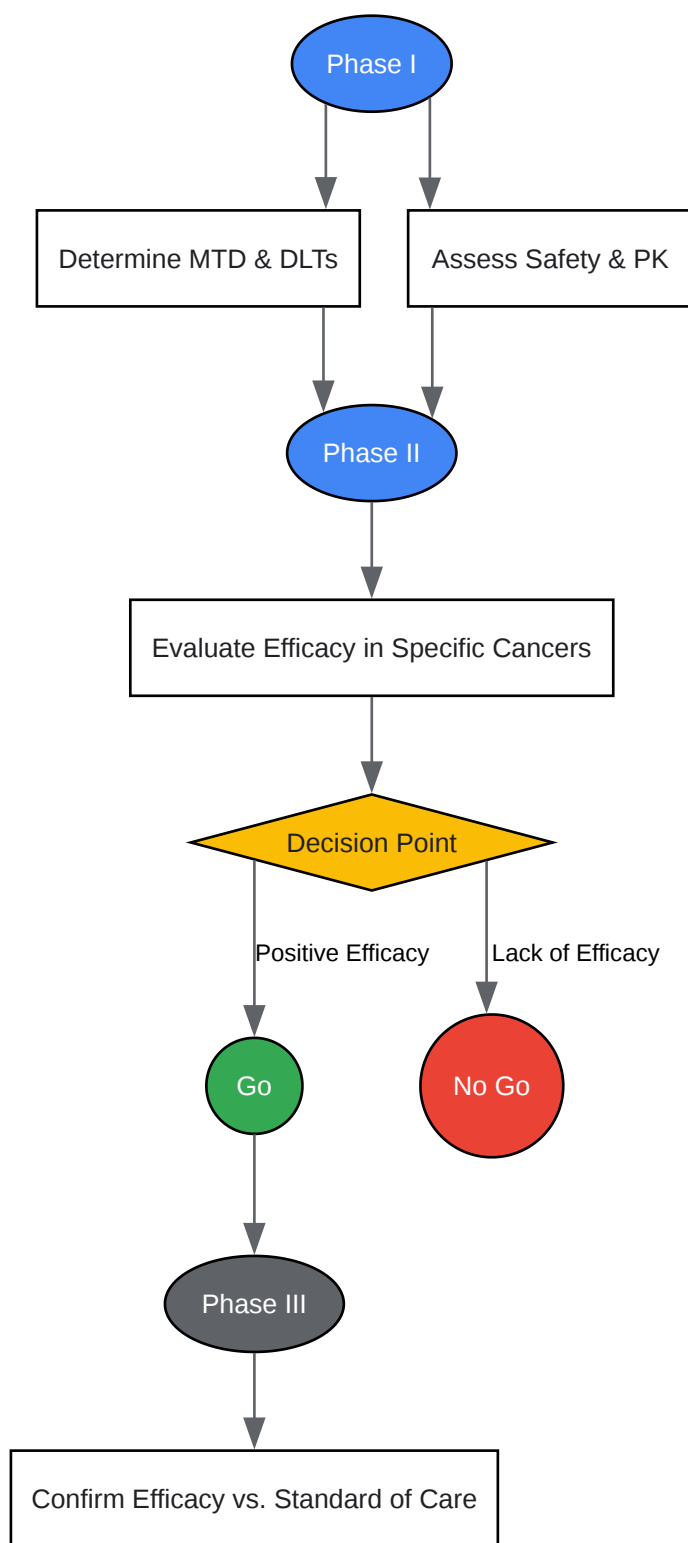 Phase I
Determine MTD & DLTs
Assess Safety & PK
Phase II
Evaluate Efficacy in Specific Cancers
Decision Point
Positive Efficacy
Lack of Efficacy
Go
No Go
Phase III
Confirm Efficacy vs. Standard of Care